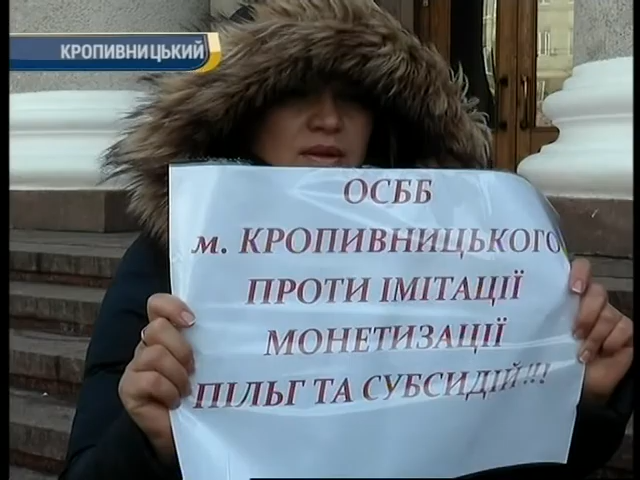 КРОПИВНИЦЬКИЙ
ОСББ
м. КРОПИВНИЦЬКОГО
ПРОТИ ІМІТАЦІЇ
МОНЕТИЗАЦІЇ
ПІЛЬГ ТА СУБСИДІЙ!!!